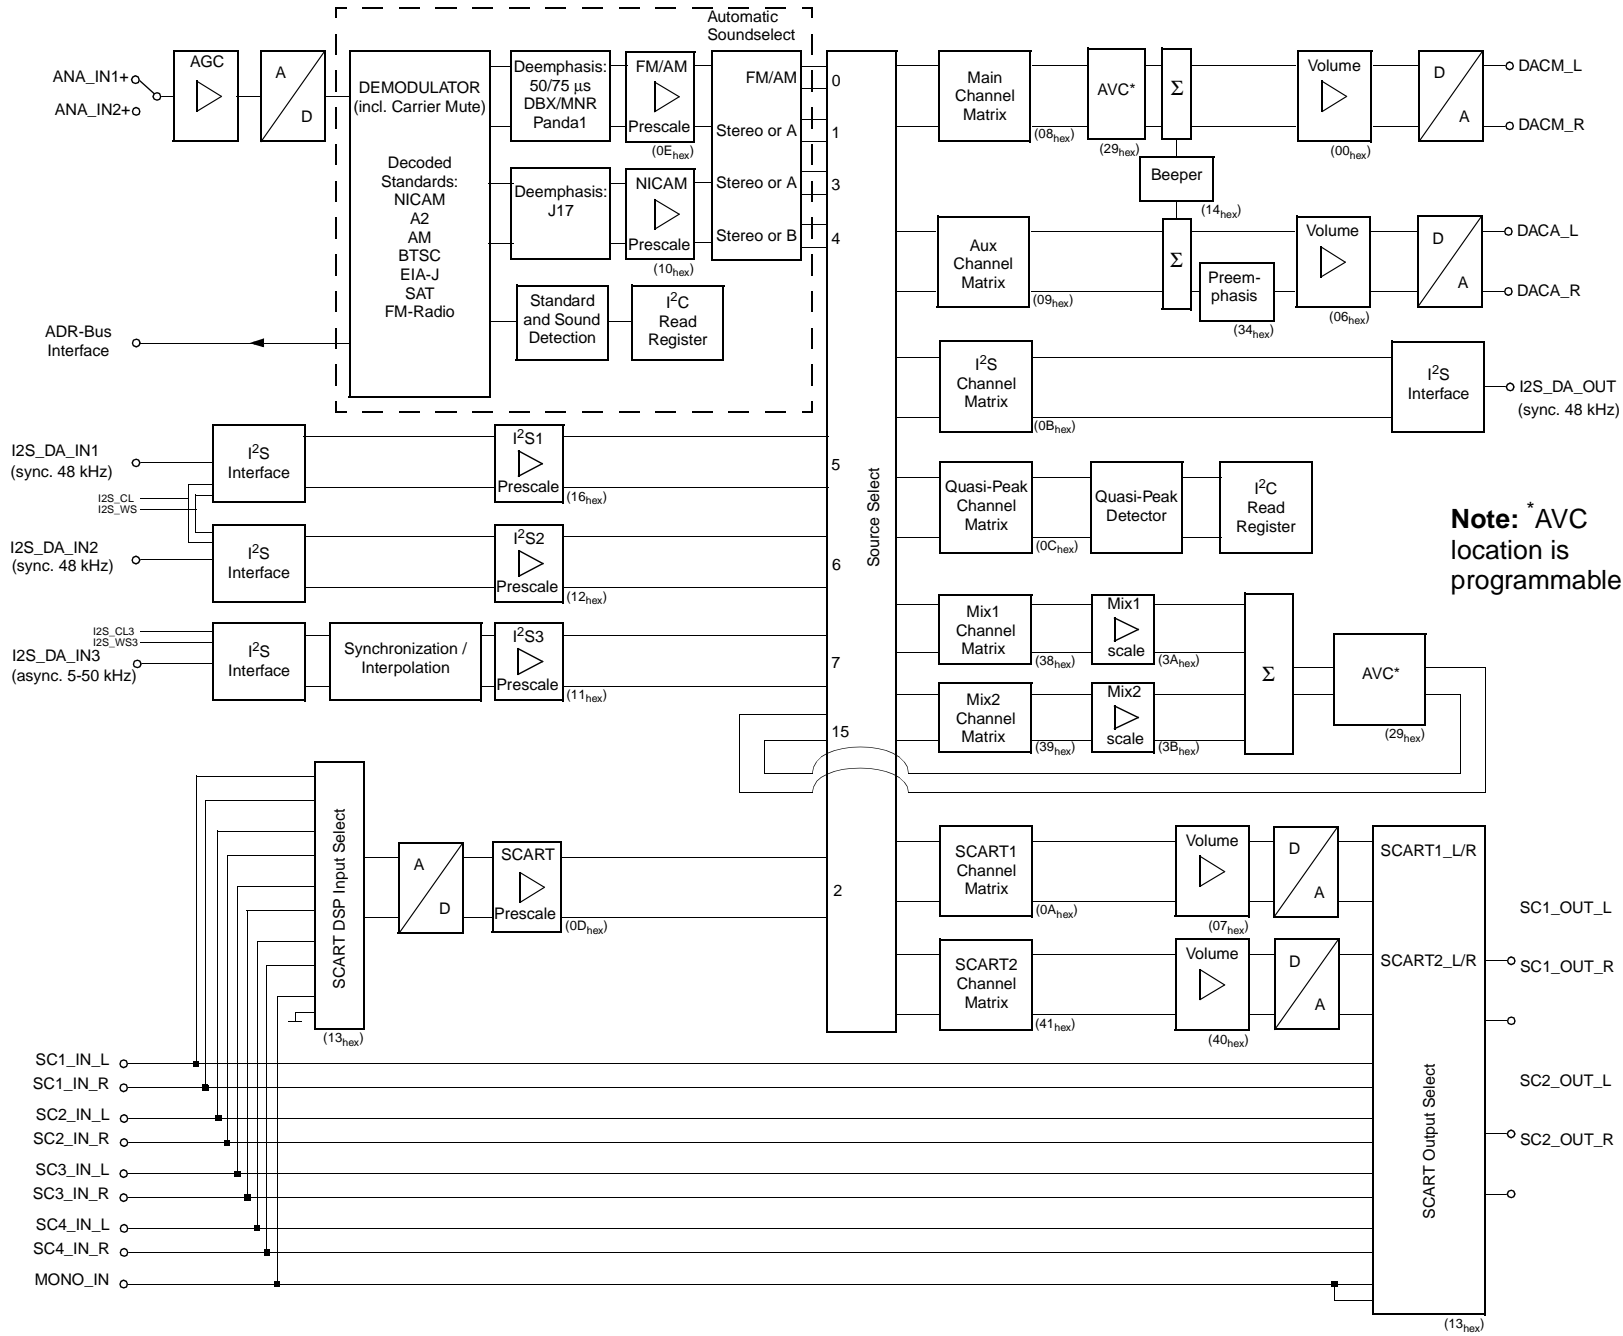 Automatic
Soundselect
ANA_IN1+
ANA_IN2+
AGC
A
D
DEMODULATOR
(incl. Carrier Mute)
Decoded
Standards:
NICAM
A2
AM
BTSC
EIA-J
SAT
FM-Radio
Deemphasis:
50/75 µs
DBX/MNR
Panda1
FM/AM
Prescale
(0Ehex)
Deemphasis:
J17
NICAM
Prescale
(10hex)
FM/AM
Stereo or A
Stereo or A
Stereo or B
0
1
3
4
Standard
and Sound
Detection
I2C
Read
Register
ADR-Bus
Interface
I2S_DA_IN1
(sync. 48 kHz)
I2S_CL
I2S_WS
I2S
Interface
I2S1
Prescale
(16hex)
5
I2S_DA_IN2
(sync. 48 kHz)
I2S
Interface
I2S2
Prescale
(12hex)
6
I2S_CL3
I2S_WS3
I2S_DA_IN3
(async. 5-50 kHz)
I2S
Interface
Synchronization /
Interpolation
I2S3
Prescale
(11hex)
7
15
Source Select
SCART DSP Input Select
(13hex)
A
D
SCART
Prescale
(0Dhex)
2
Main
Channel
Matrix
(08hex)
AVC*
(29hex)
Σ
Beeper
(14hex)
Volume
(00hex)
D
A
DACM_L
DACM_R
Aux
Channel
Matrix
(09hex)
Σ
Preem-
phasis
(34hex)
Volume
(06hex)
D
A
DACA_L
DACA_R
I2S
Channel
Matrix
(0Bhex)
I2S
Interface
I2S_DA_OUT
(sync. 48 kHz)
Quasi-Peak
Channel
Matrix
(0Chex)
Quasi-Peak
Detector
I2C
Read
Register
Note: *AVC
location is
programmable
Mix1
Channel
Matrix
(38hex)
Mix1
scale
(3Ahex)
Mix2
Channel
Matrix
(39hex)
Mix2
scale
(3Bhex)
Σ
AVC*
(29hex)
SCART1
Channel
Matrix
(0Ahex)
Volume
(07hex)
D
A
SCART1_L/R
SCART2
Channel
Matrix
(41hex)
Volume
(40hex)
D
A
SCART2_L/R
SCART Output Select
(13hex)
SC1_OUT_L
SC1_OUT_R
SC2_OUT_L
SC2_OUT_R
SC1_IN_L
SC1_IN_R
SC2_IN_L
SC2_IN_R
SC3_IN_L
SC3_IN_R
SC4_IN_L
SC4_IN_R
MONO_IN